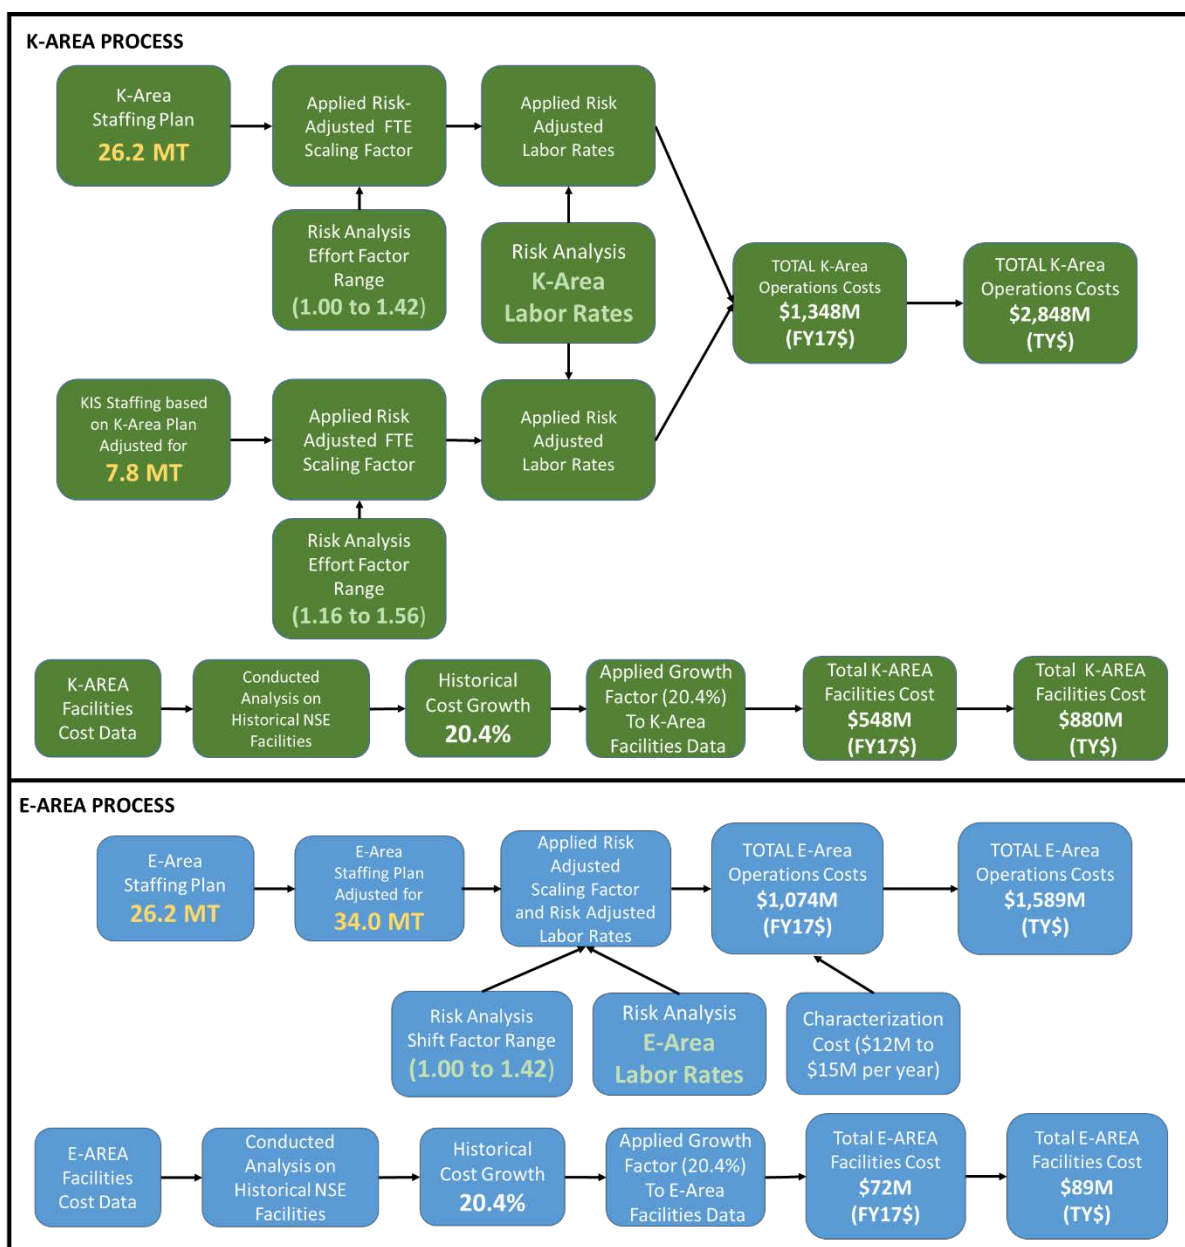 K-AREA PROCESS
K-Area
Staffing Plan
26.2 MT
Applied Risk-
Adjusted FTE
Scaling Factor
Applied Risk
Adjusted
Labor Rates
Risk Analysis
Effort Factor
Range
(1.00 to 1.42)
Risk Analysis
K-Area
Labor Rates
TOTAL K-Area
Operations Costs
$1,348M
(FY17$)
TOTAL K-Area
Operations Costs
$2,848M
(TY$)
KIS Staffing based
on K-Area Plan
Adjusted for
7.8 MT
Applied Risk
Adjusted FTE
Scaling Factor
Applied Risk
Adjusted
Labor Rates
Risk Analysis
Effort Factor
Range
(1.16 to 1.56)
K-AREA
Facilities
Cost Data
Conducted
Analysis on
Historical NSE
Facilities
Historical
Cost Growth
20.4%
Applied Growth
Factor (20.4%)
To K-Area
Facilities Data
Total K-AREA
Facilities Cost
$548M
(FY17$)
Total K-AREA
Facilities Cost
$880M
(TY$)
E-AREA PROCESS
E-Area
Staffing Plan
26.2 MT
E-Area
Staffing Plan
Adjusted for
34.0 MT
Applied Risk
Adjusted
Scaling Factor
and Risk Adjusted
Labor Rates
TOTAL E-Area
Operations Costs
$1,074M
(FY17$)
TOTAL E-Area
Operations Costs
$1,589M
(TY$)
Risk Analysis
Shift Factor Range
(1.00 to 1.42)
Risk Analysis
E-Area
Labor Rates
Characterization
Cost ($12M to
$15M per year)
E-AREA
Facilities
Cost Data
Conducted
Analysis on
Historical NSE
Facilities
Historical
Cost Growth
20.4%
Applied Growth
Factor (20.4%)
To E-Area
Facilities Data
Total E-AREA
Facilities Cost
$72M
(FY17$)
Total E-AREA
Facilities Cost
$89M
(TY$)